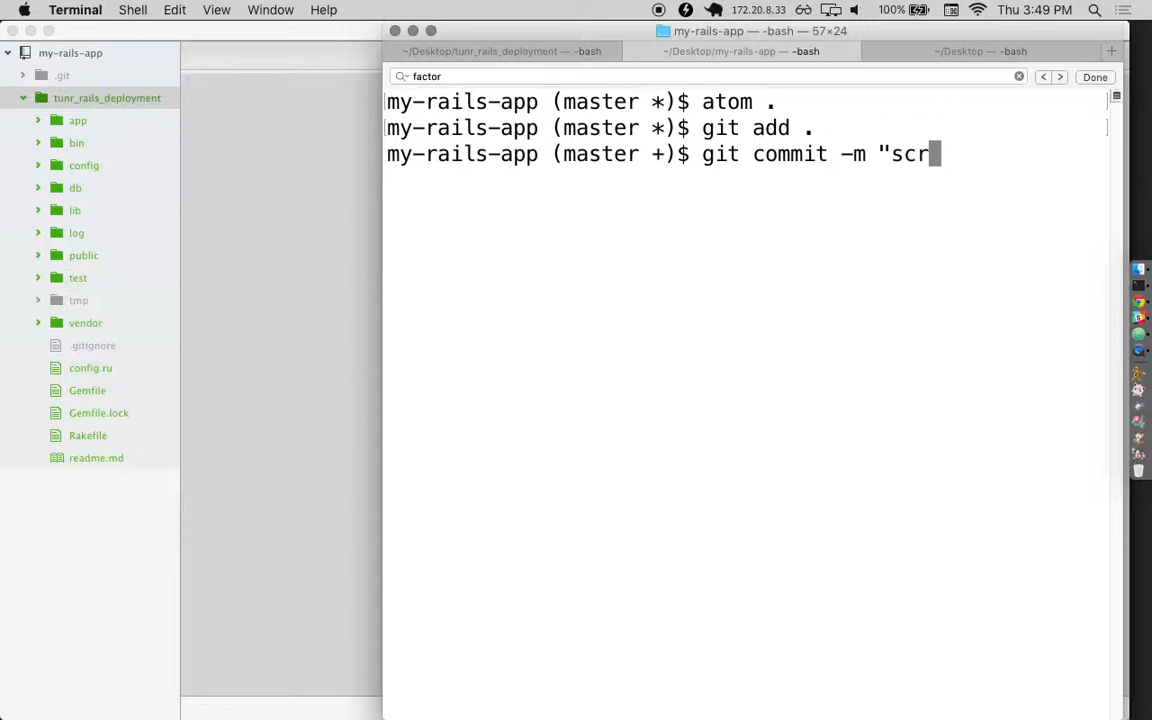 Terminal Shell Edit View Window Help 172.20.8.33 100% Thu 3:49 PM
my-rails-app — -bash — 57×24
~/Desktop/tunr_rails_deployment — -bash ~/Desktop/my-rails-app — -bash ~/Desktop — -bash +
factor Done
my-rails-app
.git
tunr_rails_deployment
app
bin
config
db
lib
log
public
test
tmp
vendor
.gitignore
config.ru
Gemfile
Gemfile.lock
Rakefile
readme.md
my-rails-app (master *)$ atom .
my-rails-app (master *)$ git add .
my-rails-app (master +)$ git commit -m "scr